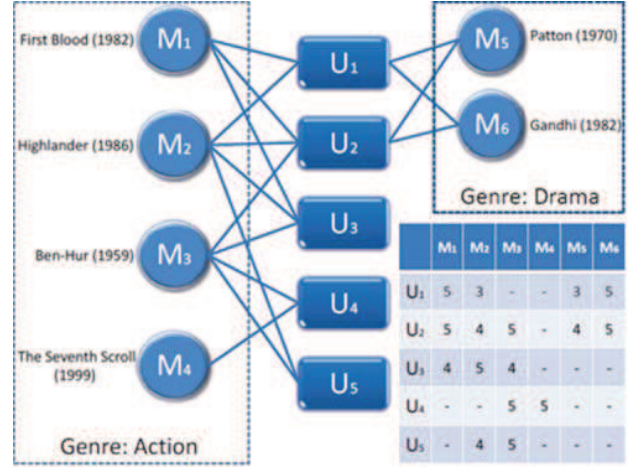 First Blood (1982)
M₁
Highlander (1986)
M₂
Ben-Hur (1959)
M₃
The Seventh Scroll
(1999)
M₄
Genre: Action
U₁
U₂
U₃
U₄
U₅
M₅
Patton (1970)
M₆
Gandhi (1982)
Genre: Drama
M₁ M₂ M₃ M₄ M₅ M₆
U₁ 5 3 - - 3 5
U₂ 5 4 5 - 4 5
U₃ 4 5 4 - - -
U₄ - - 5 5 - -
U₅ - 4 5 - - -